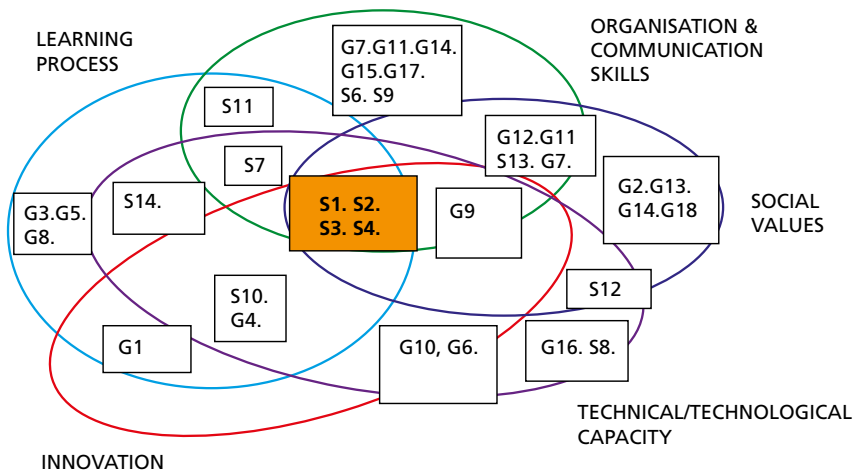 LEARNING
PROCESS
ORGANISATION &
COMMUNICATION
SKILLS
G7.G11.G14.
G15.G17.
S6. S9
S11
G12.G11
S13. G7.
S7
G3.G5.
G8.
S14.
S1. S2.
S3. S4.
G9
G2.G13.
G14.G18
SOCIAL
VALUES
S10.
G4.
S12
G1
G10, G6.
G16. S8.
TECHNICAL/TECHNOLOGICAL
CAPACITY
INNOVATION